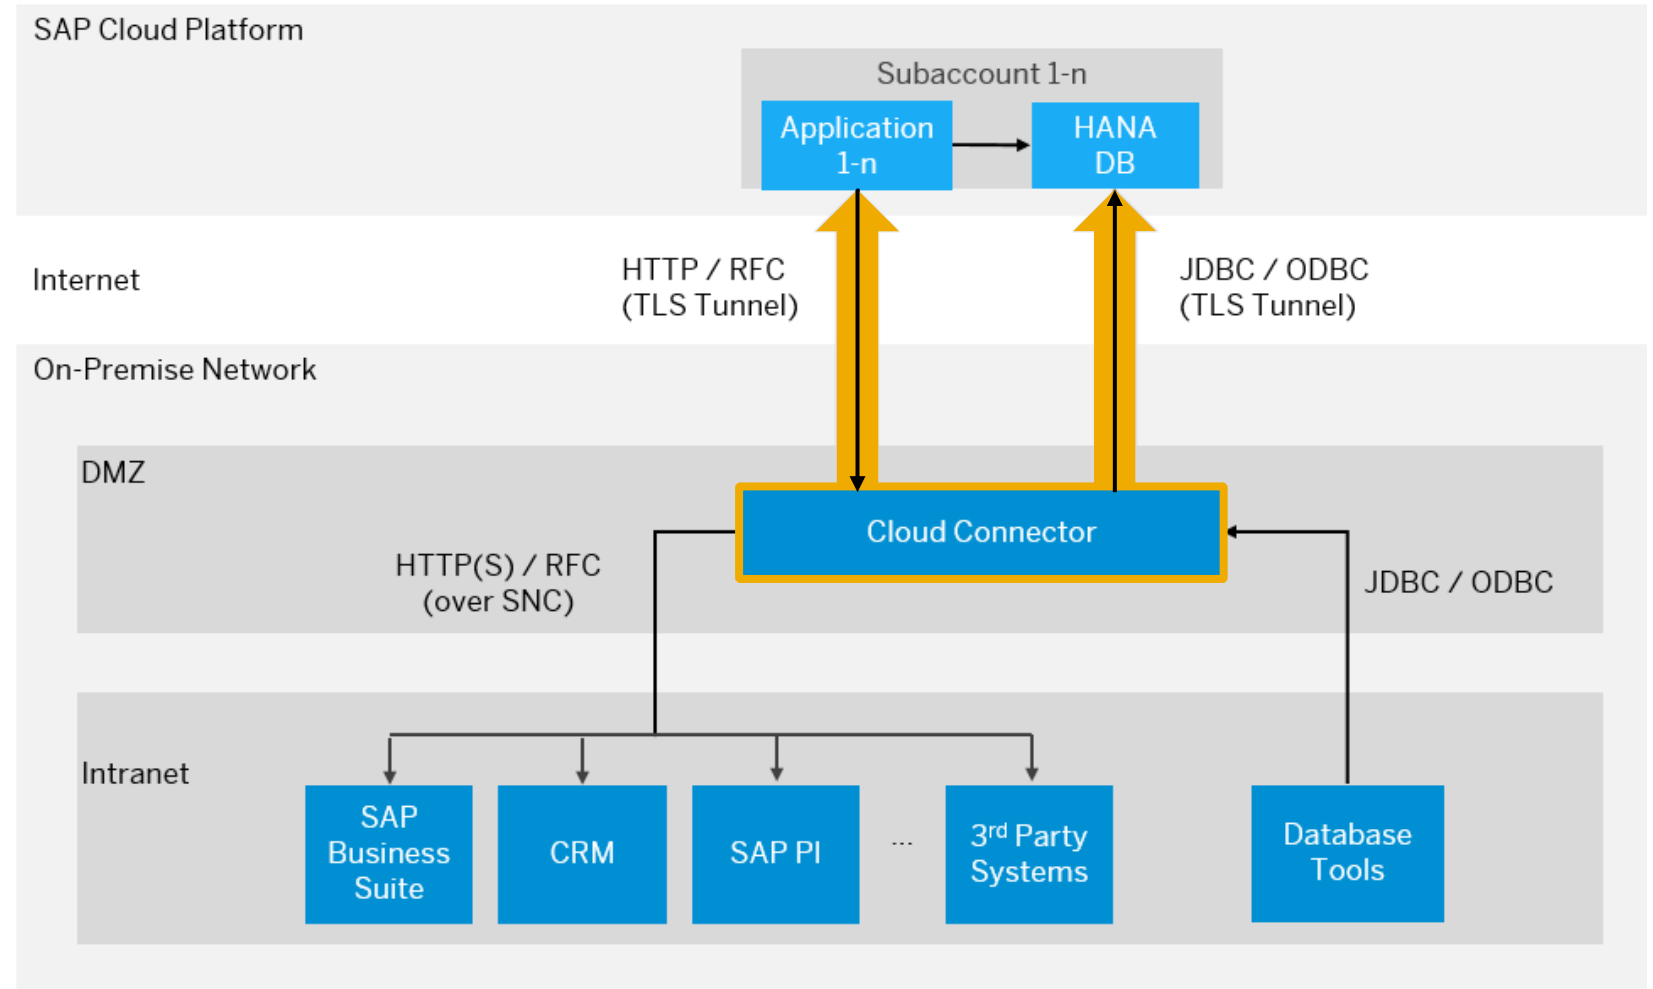 SAP Cloud Platform
Subaccount 1-n
Application
1-n
HANA
DB
Internet
HTTP / RFC
(TLS Tunnel)
JDBC / ODBC
(TLS Tunnel)
On-Premise Network
DMZ
Cloud Connector
HTTP(S) / RFC
(over SNC)
JDBC / ODBC
Intranet
SAP
Business
Suite
CRM
SAP PI
...
3rd Party
Systems
Database
Tools